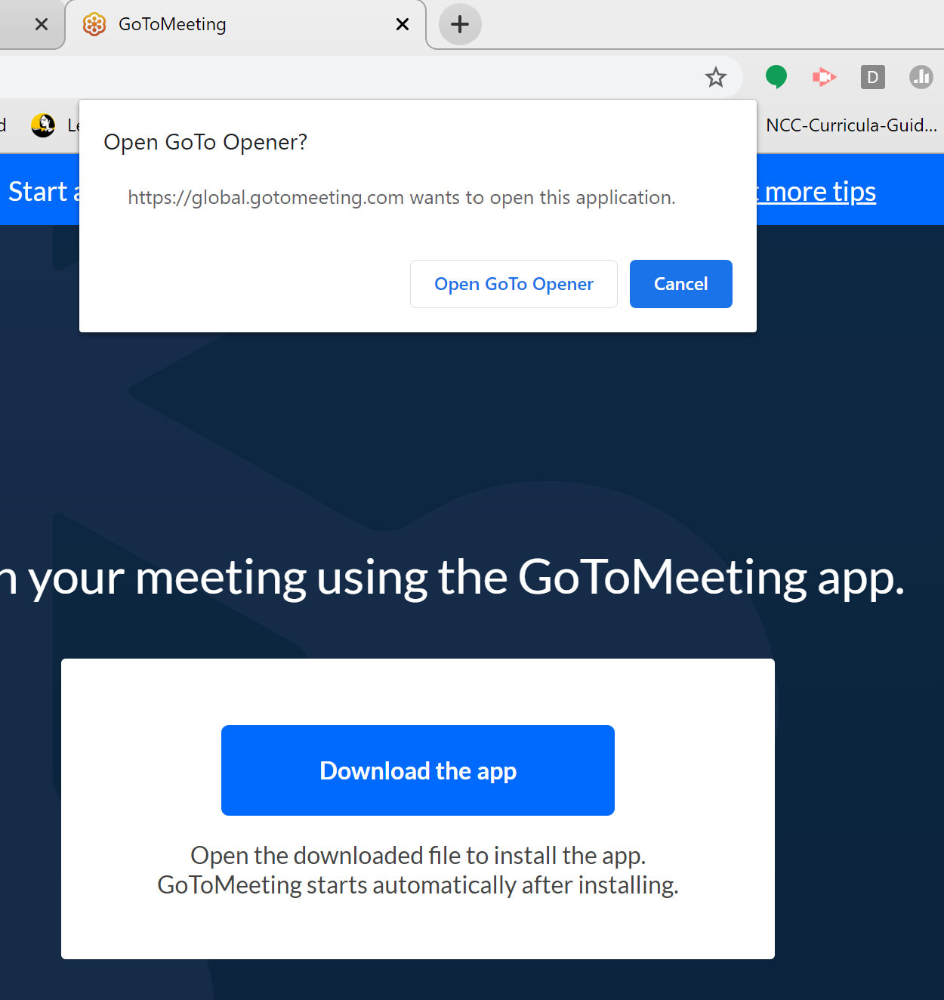 GoToMeeting
D
NCC-Curricula-Guid...
Open GoTo Opener?
https://global.gotomeeting.com wants to open this application.
Open GoTo Opener
Cancel
Start
more tips
your meeting using the GoToMeeting app.
Download the app
Open the downloaded file to install the app.
GoToMeeting starts automatically after installing.